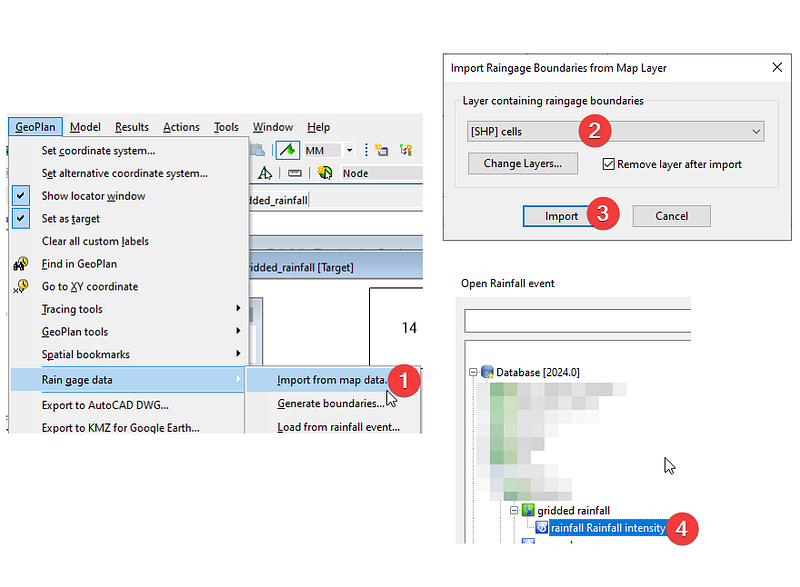 GeoPlan Model Results Actions Tools Window Help
Set coordinate system...
MM
Set alternative coordinate system...
Node
Show locator window
dded_rainfall
Set as target
Clear all custom labels
Find in GeoPlan
ridded_rainfall [Target]
Go to XY coordinate
Tracing tools
14
GeoPlan tools
Spatial bookmarks
Rain gage data
Import from map data.
1
Generate boundaries...
Export to AutoCAD DWG...
Load from rainfall event...
Export to KMZ for Google Earth...
Import Raingage Boundaries from Map Layer
Layer containing raingage boundaries
[SHP] cells
2
Change Layers...
Remove layer after import
Import
3
Cancel
Open Rainfall event
Database [2024.0]
gridded rainfall
rainfall Rainfall intensity
4